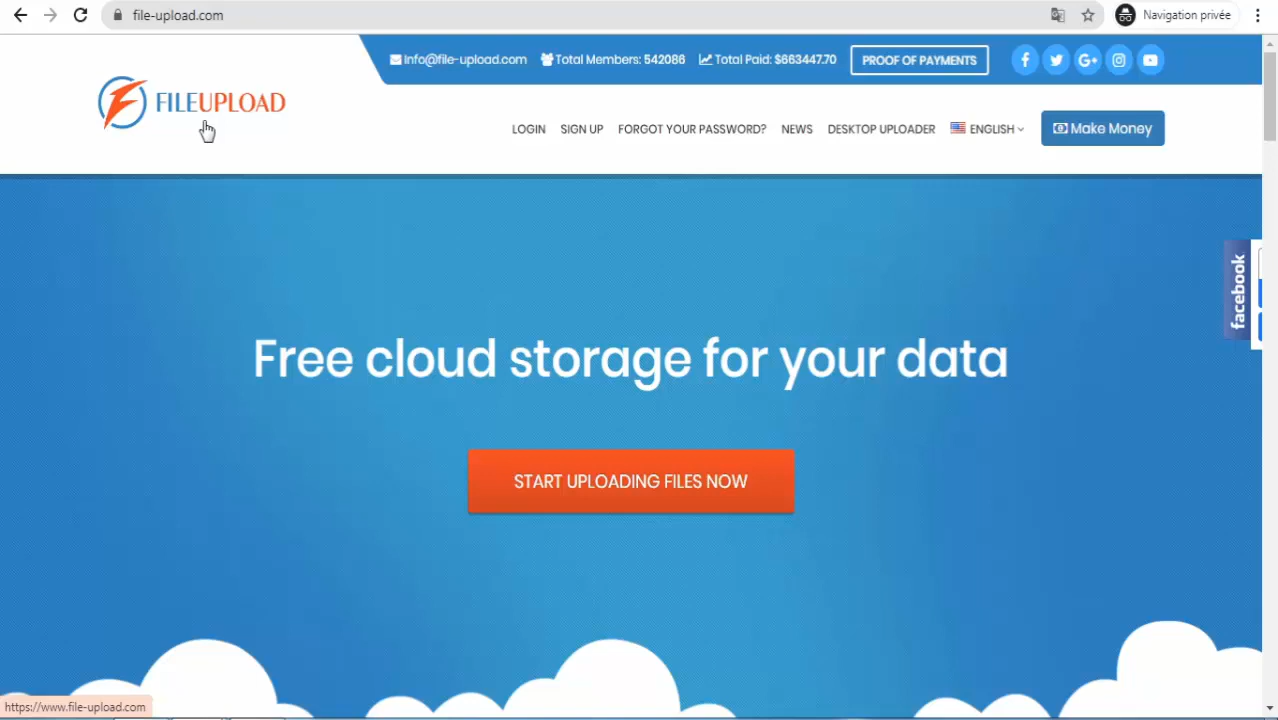 file-upload.com
Navigation privée
info@file-upload.com Total Members: 542086 Total Paid: $663447.70 PROOF OF PAYMENTS
FILEUPLOAD
LOGIN SIGN UP FORGOT YOUR PASSWORD? NEWS DESKTOP UPLOADER ENGLISH Make Money
facebook
Free cloud storage for your data
START UPLOADING FILES NOW
https://www.file-upload.com